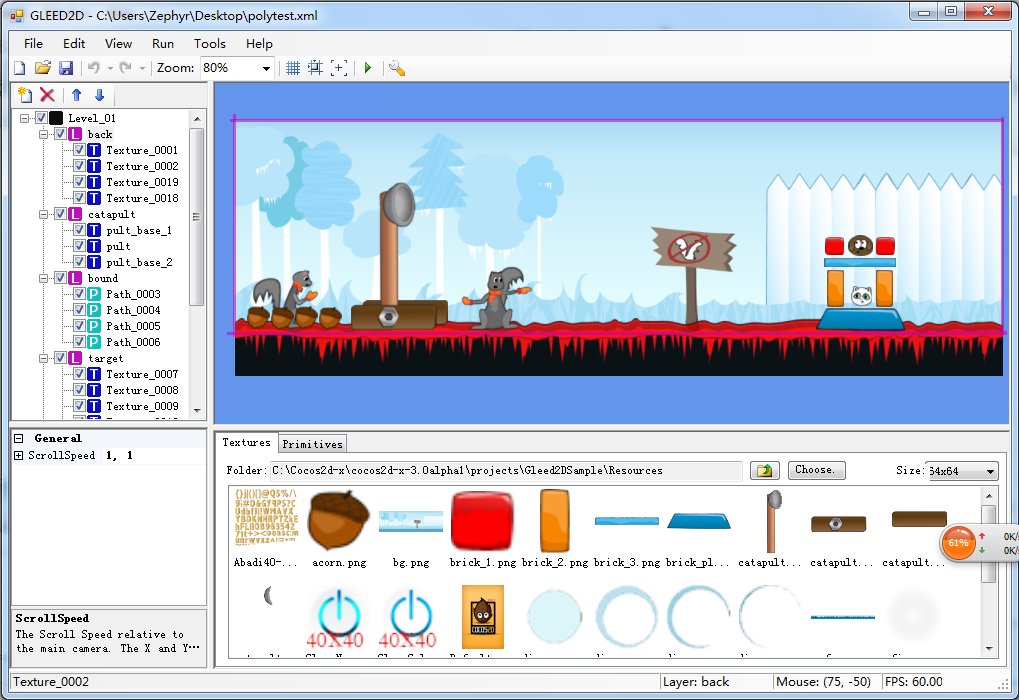 GLEED2D - C:\Users\Zephyr\Desktop\polytest.xml
File Edit View Run Tools Help
Zoom: 80%
Level_01
L back
T Texture_0001
T Texture_0002
T Texture_0019
T Texture_0018
L catapult
T pult_base_1
T pult
T pult_base_2
L bound
P Path_0003
P Path_0004
P Path_0005
P Path_0006
L target
T Texture_0007
T Texture_0008
T Texture_0009
General
ScrollSpeed 1, 1
ScrollSpeed
The Scroll Speed relative to
the main camera. The X and Y…
Textures Primitives
Folder: C:\Cocos2d-x\cocos2d-x-3.0alpha1\projects\Gleed2DSample\Resources Choose. Size: 64x64
Abadi40-... acorn.png bg.png brick_1.png brick_2.png brick_3.png brick_pl... catapult... catapult... catapult...
61% 0K/s
0K/s
40X40 40X40 COCOS2D
Texture_0002 Layer: back Mouse: (75, -50) FPS: 60.00